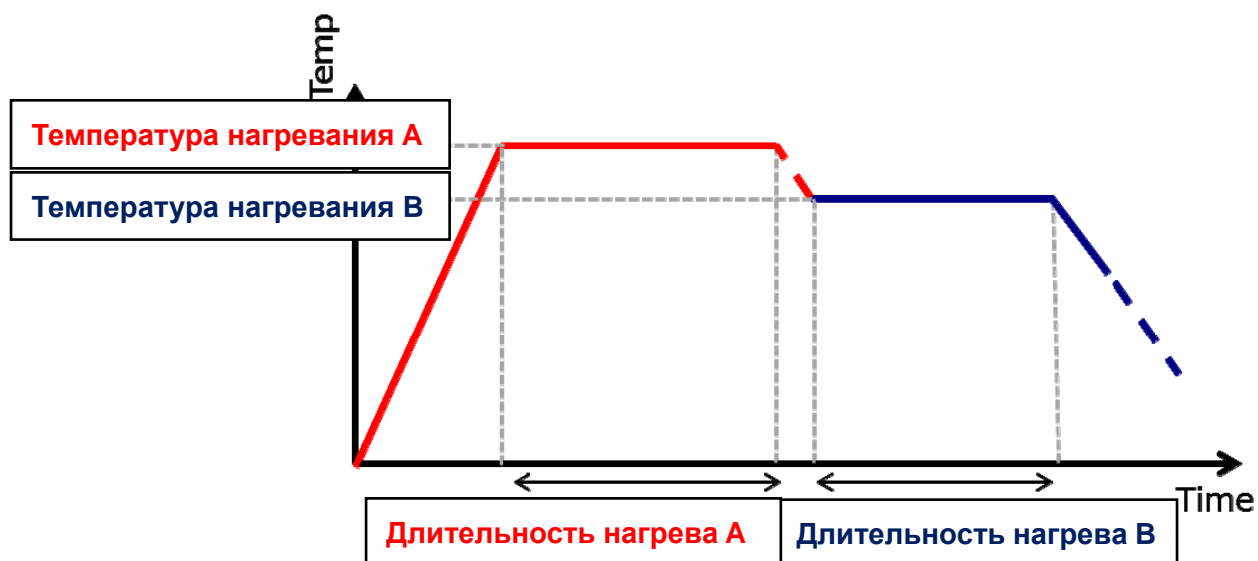 Temp
Температура нагревания А
Температура нагревания В
Time
Длительность нагрева А
Длительность нагрева В